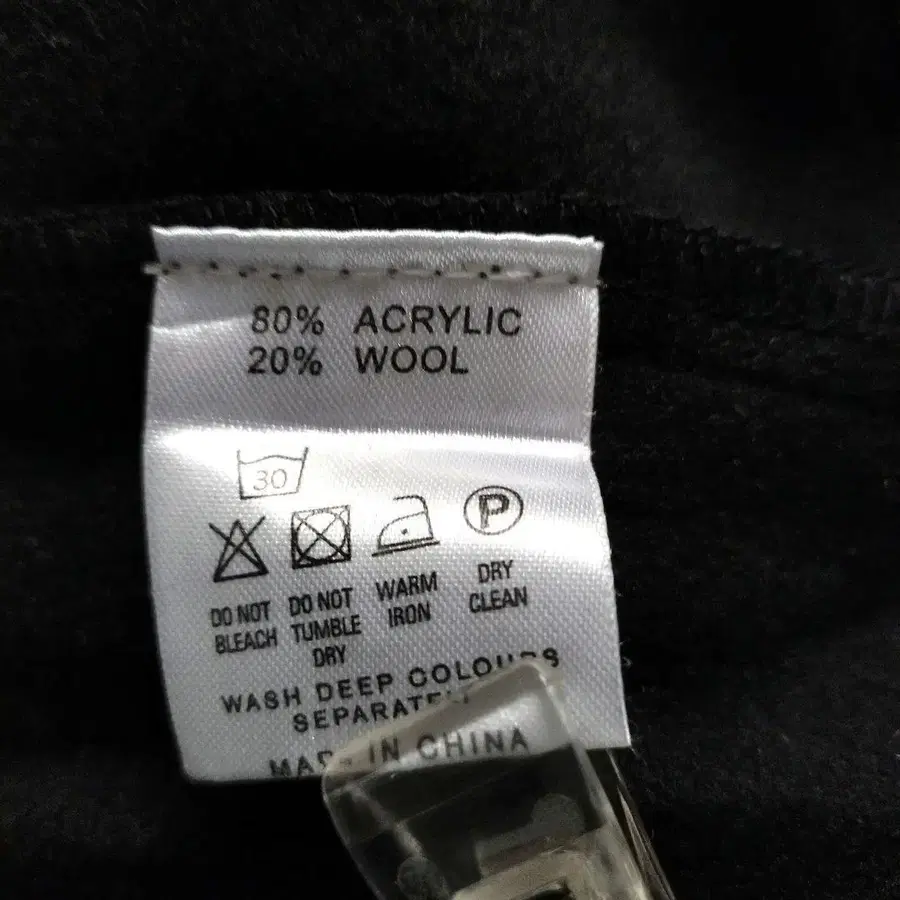 80% ACRYLIC
20% WOOL
30
P
DO NOT BLEACH
DO NOT TUMBLE DRY
WARM IRON
DRY CLEAN
WASH DEEP COLOURS
SEPARATELY
MADE IN CHINA